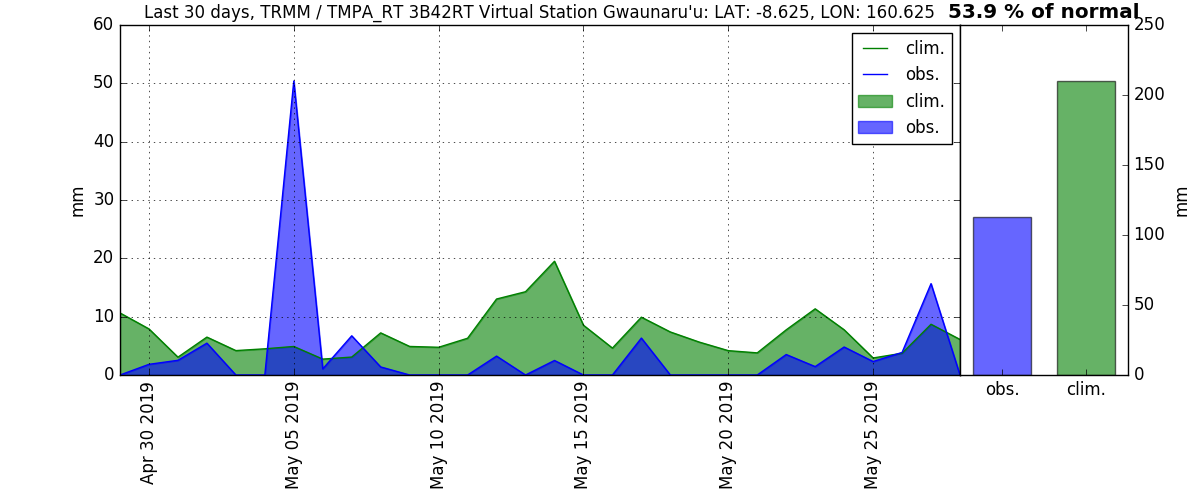 Last 30 days, TRMM / TMPA_RT 3B42RT Virtual Station Gwaunaru'u: LAT: -8.625, LON: 160.625
53.9 % of normal
60
50
40
30
20
10
0
mm
clim.
obs.
clim.
obs.
250
200
150
100
50
0
mm
Apr 30 2019
May 05 2019
May 10 2019
May 15 2019
May 20 2019
May 25 2019
obs.
clim.